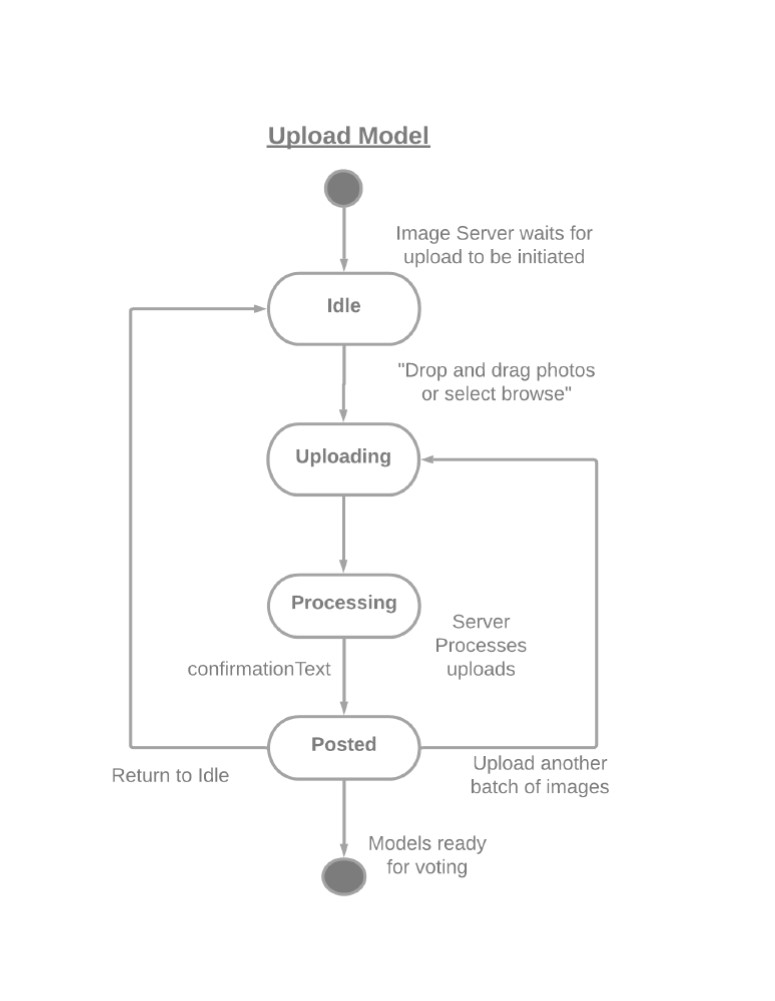 Upload Model
Image Server waits for
upload to be initiated
Idle
"Drop and drag photos
or select browse"
Uploading
Processing
Server
Processes
uploads
confirmationText
Posted
Return to Idle
Upload another
batch of images
Models ready
for voting